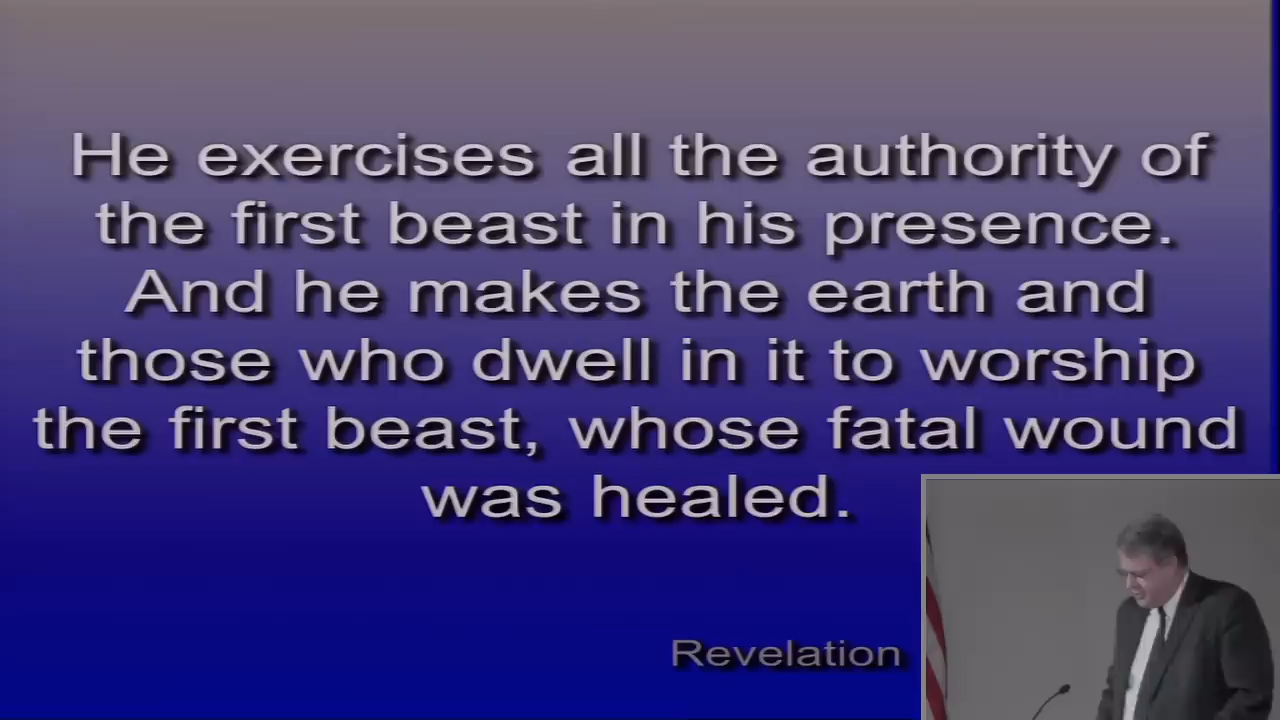 He exercises all the authority of
the first beast in his presence.
And he makes the earth and
those who dwell in it to worship
the first beast, whose fatal wound
was healed.
Revelation